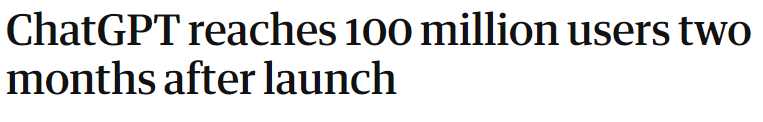 ChatGPT reaches 100 million users two
months after launch